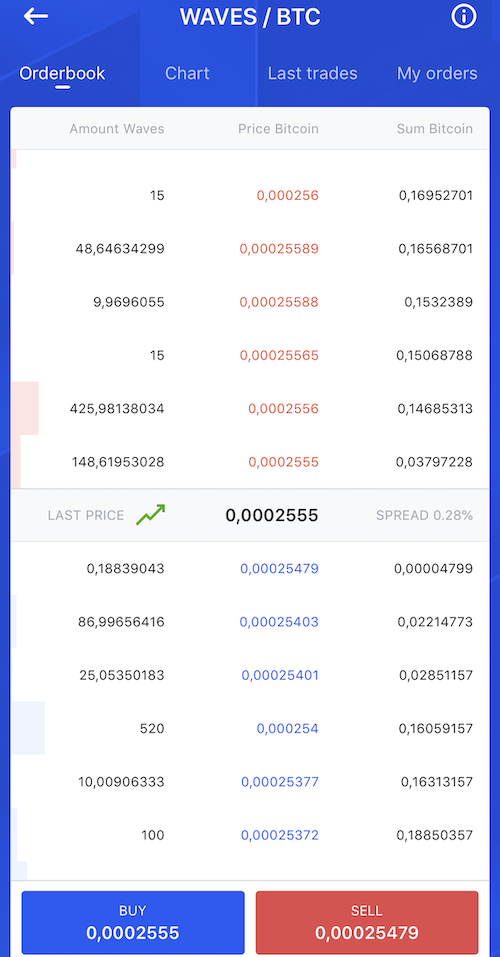 WAVES / BTC
Orderbook Chart Last trades My orders
Amount Waves Price Bitcoin Sum Bitcoin
15 0,000256 0,16952701
48,64634299 0,00025589 0,16568701
9,9696055 0,00025588 0,1532389
15 0,00025565 0,15068788
425,98138034 0,0002556 0,14685313
148,61953028 0,0002555 0,03797228
LAST PRICE 0,0002555 SPREAD 0.28%
0,18839043 0,00025479 0,00004799
86,99656416 0,00025403 0,02214773
25,05350183 0,00025401 0,02851157
520 0,000254 0,16059157
10,00906333 0,00025377 0,16313157
100 0,00025372 0,18850357
BUY SELL
0,0002555 0,00025479